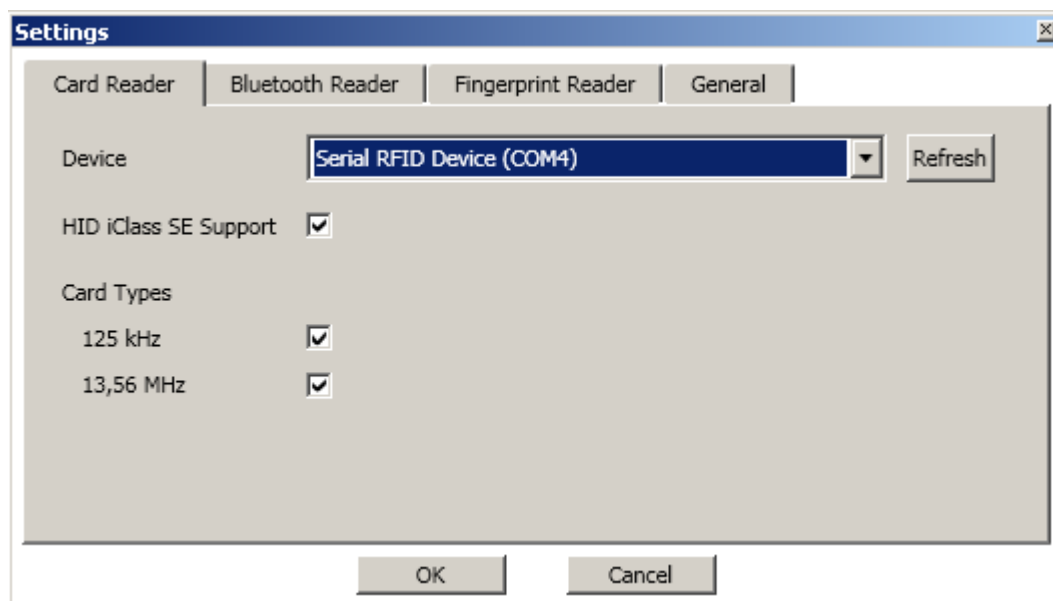 Settings
Card Reader Bluetooth Reader Fingerprint Reader General
Device Serial RFID Device (COM4) Refresh
HID iClass SE Support
Card Types
125 kHz
13,56 MHz
OK Cancel